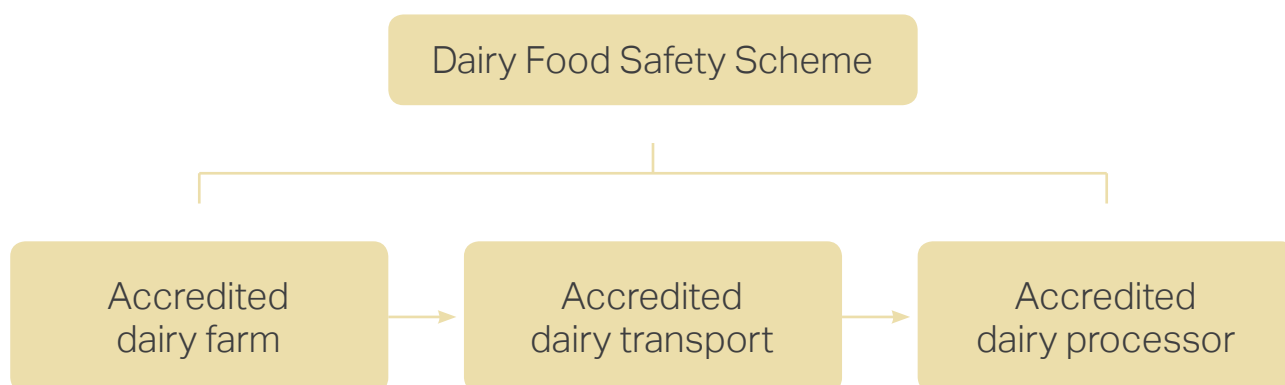 Dairy Food Safety Scheme
Accredited
dairy farm
Accredited
dairy transport
Accredited
dairy processor